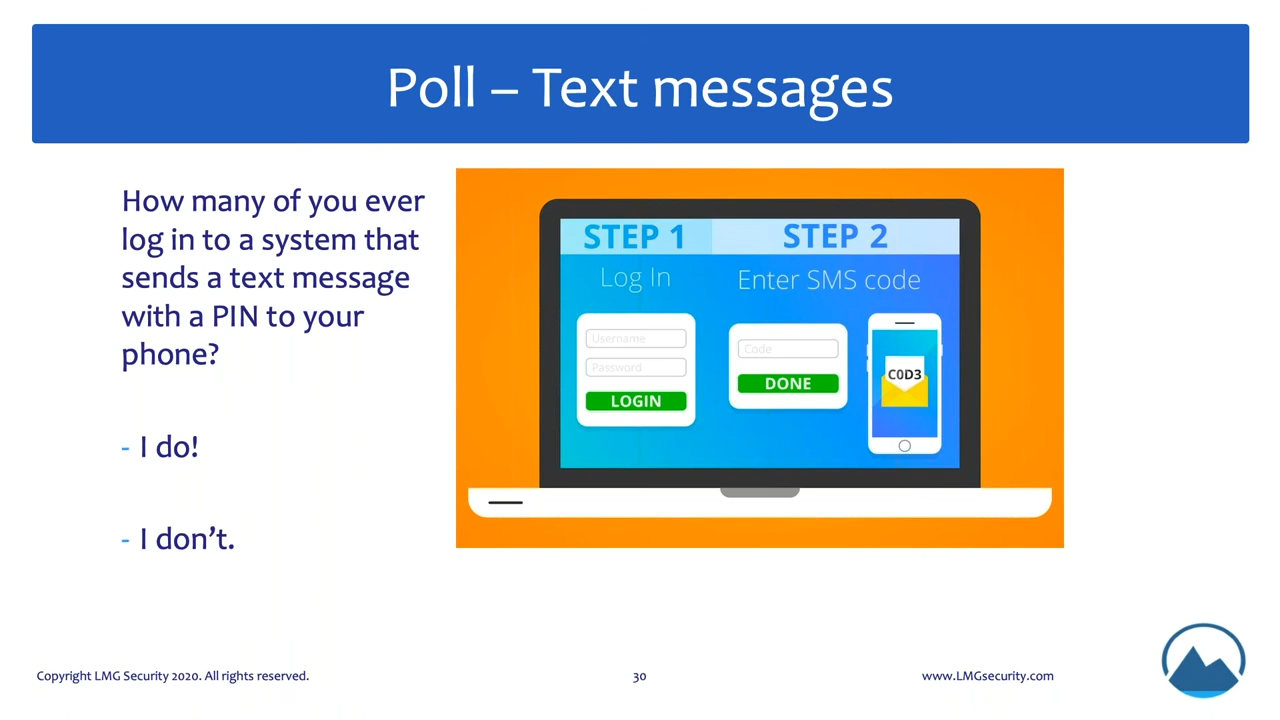 Poll – Text messages
How many of you ever
log in to a system that
sends a text message
with a PIN to your
phone?
- I do!
- I don’t.
STEP 1
STEP 2
Log In
Enter SMS code
Username
Password
LOGIN
Code
DONE
C0D3
Copyright LMG Security 2020. All rights reserved.
30
www.LMGsecurity.com